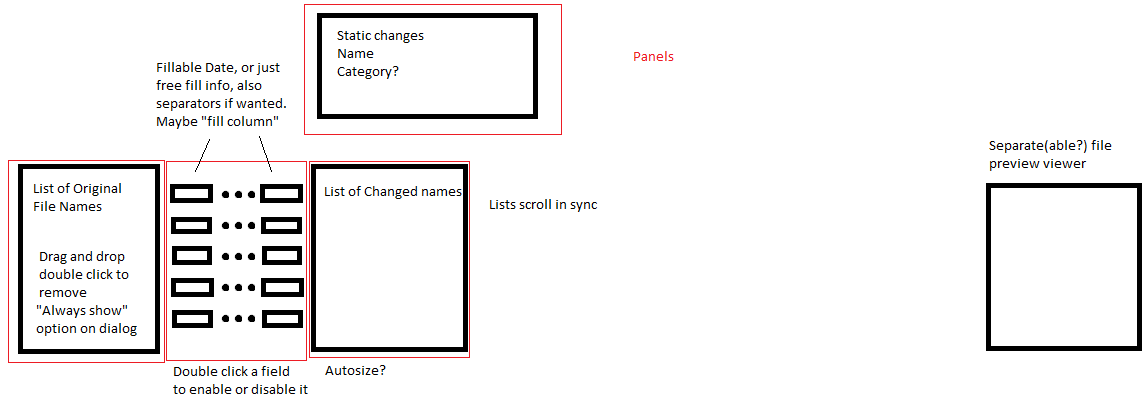 Static changes
Name
Category?
Panels
Fillable Date, or just
free fill info, also
separators if wanted.
Maybe "fill column"
Separate(able?) file
preview viewer
List of Original
File Names
List of Changed names
Lists scroll in sync
Drag and drop
double click to
remove
"Always show"
option on dialog
Double click a field
to enable or disable it
Autosize?